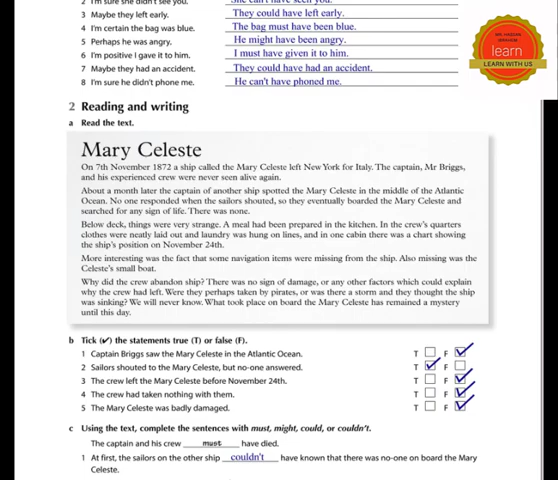 2 I'm sure she didn't see you. She can't have seen you.
3 Maybe they left early. They could have left early.
4 I'm certain the bag was blue. The bag must have been blue.
5 Perhaps he was angry. He might have been angry.
6 I'm positive I gave it to him. I must have given it to him.
7 Maybe they had an accident. They could have had an accident.
8 I'm sure he didn't phone me. He can't have phoned me.
learn
LEARN WITH US
2 Reading and writing
a Read the text.
Mary Celeste
On 7th November 1872 a ship called the Mary Celeste left New York for Italy. The captain, Mr Briggs,
and his experienced crew were never seen alive again.
About a month later the captain of another ship spotted the Mary Celeste in the middle of the Atlantic
Ocean. No one responded when the sailors shouted, so they eventually boarded the Mary Celeste and
searched for any sign of life. There was none.
Below deck, things were very strange. A meal had been prepared in the kitchen. In the crew's quarters
clothes were neatly laid out and laundry was hung on lines, and in one cabin there was a chart showing
the ship's position on November 24th.
More interesting was the fact that some navigation items were missing from the ship. Also missing was the
Celeste's small boat.
Why did the crew abandon ship? There was no sign of damage, or any other factors which could explain
why the crew had left. Were they perhaps taken by pirates, or was there a storm and they thought the ship
was sinking? We will never know. What took place on board the Mary Celeste has remained a mystery
until this day.
b Tick (✔) the statements true (T) or false (F).
1 Captain Briggs saw the Mary Celeste in the Atlantic Ocean. T F
2 Sailors shouted to the Mary Celeste, but no-one answered. T F
3 The crew left the Mary Celeste before November 24th. T F
4 The crew had taken nothing with them. T F
5 The Mary Celeste was badly damaged. T F
c Using the text, complete the sentences with must, might, could, or couldn't.
The captain and his crew must have died.
1 At first, the sailors on the other ship couldn't have known that there was no-one on board the Mary
Celeste.